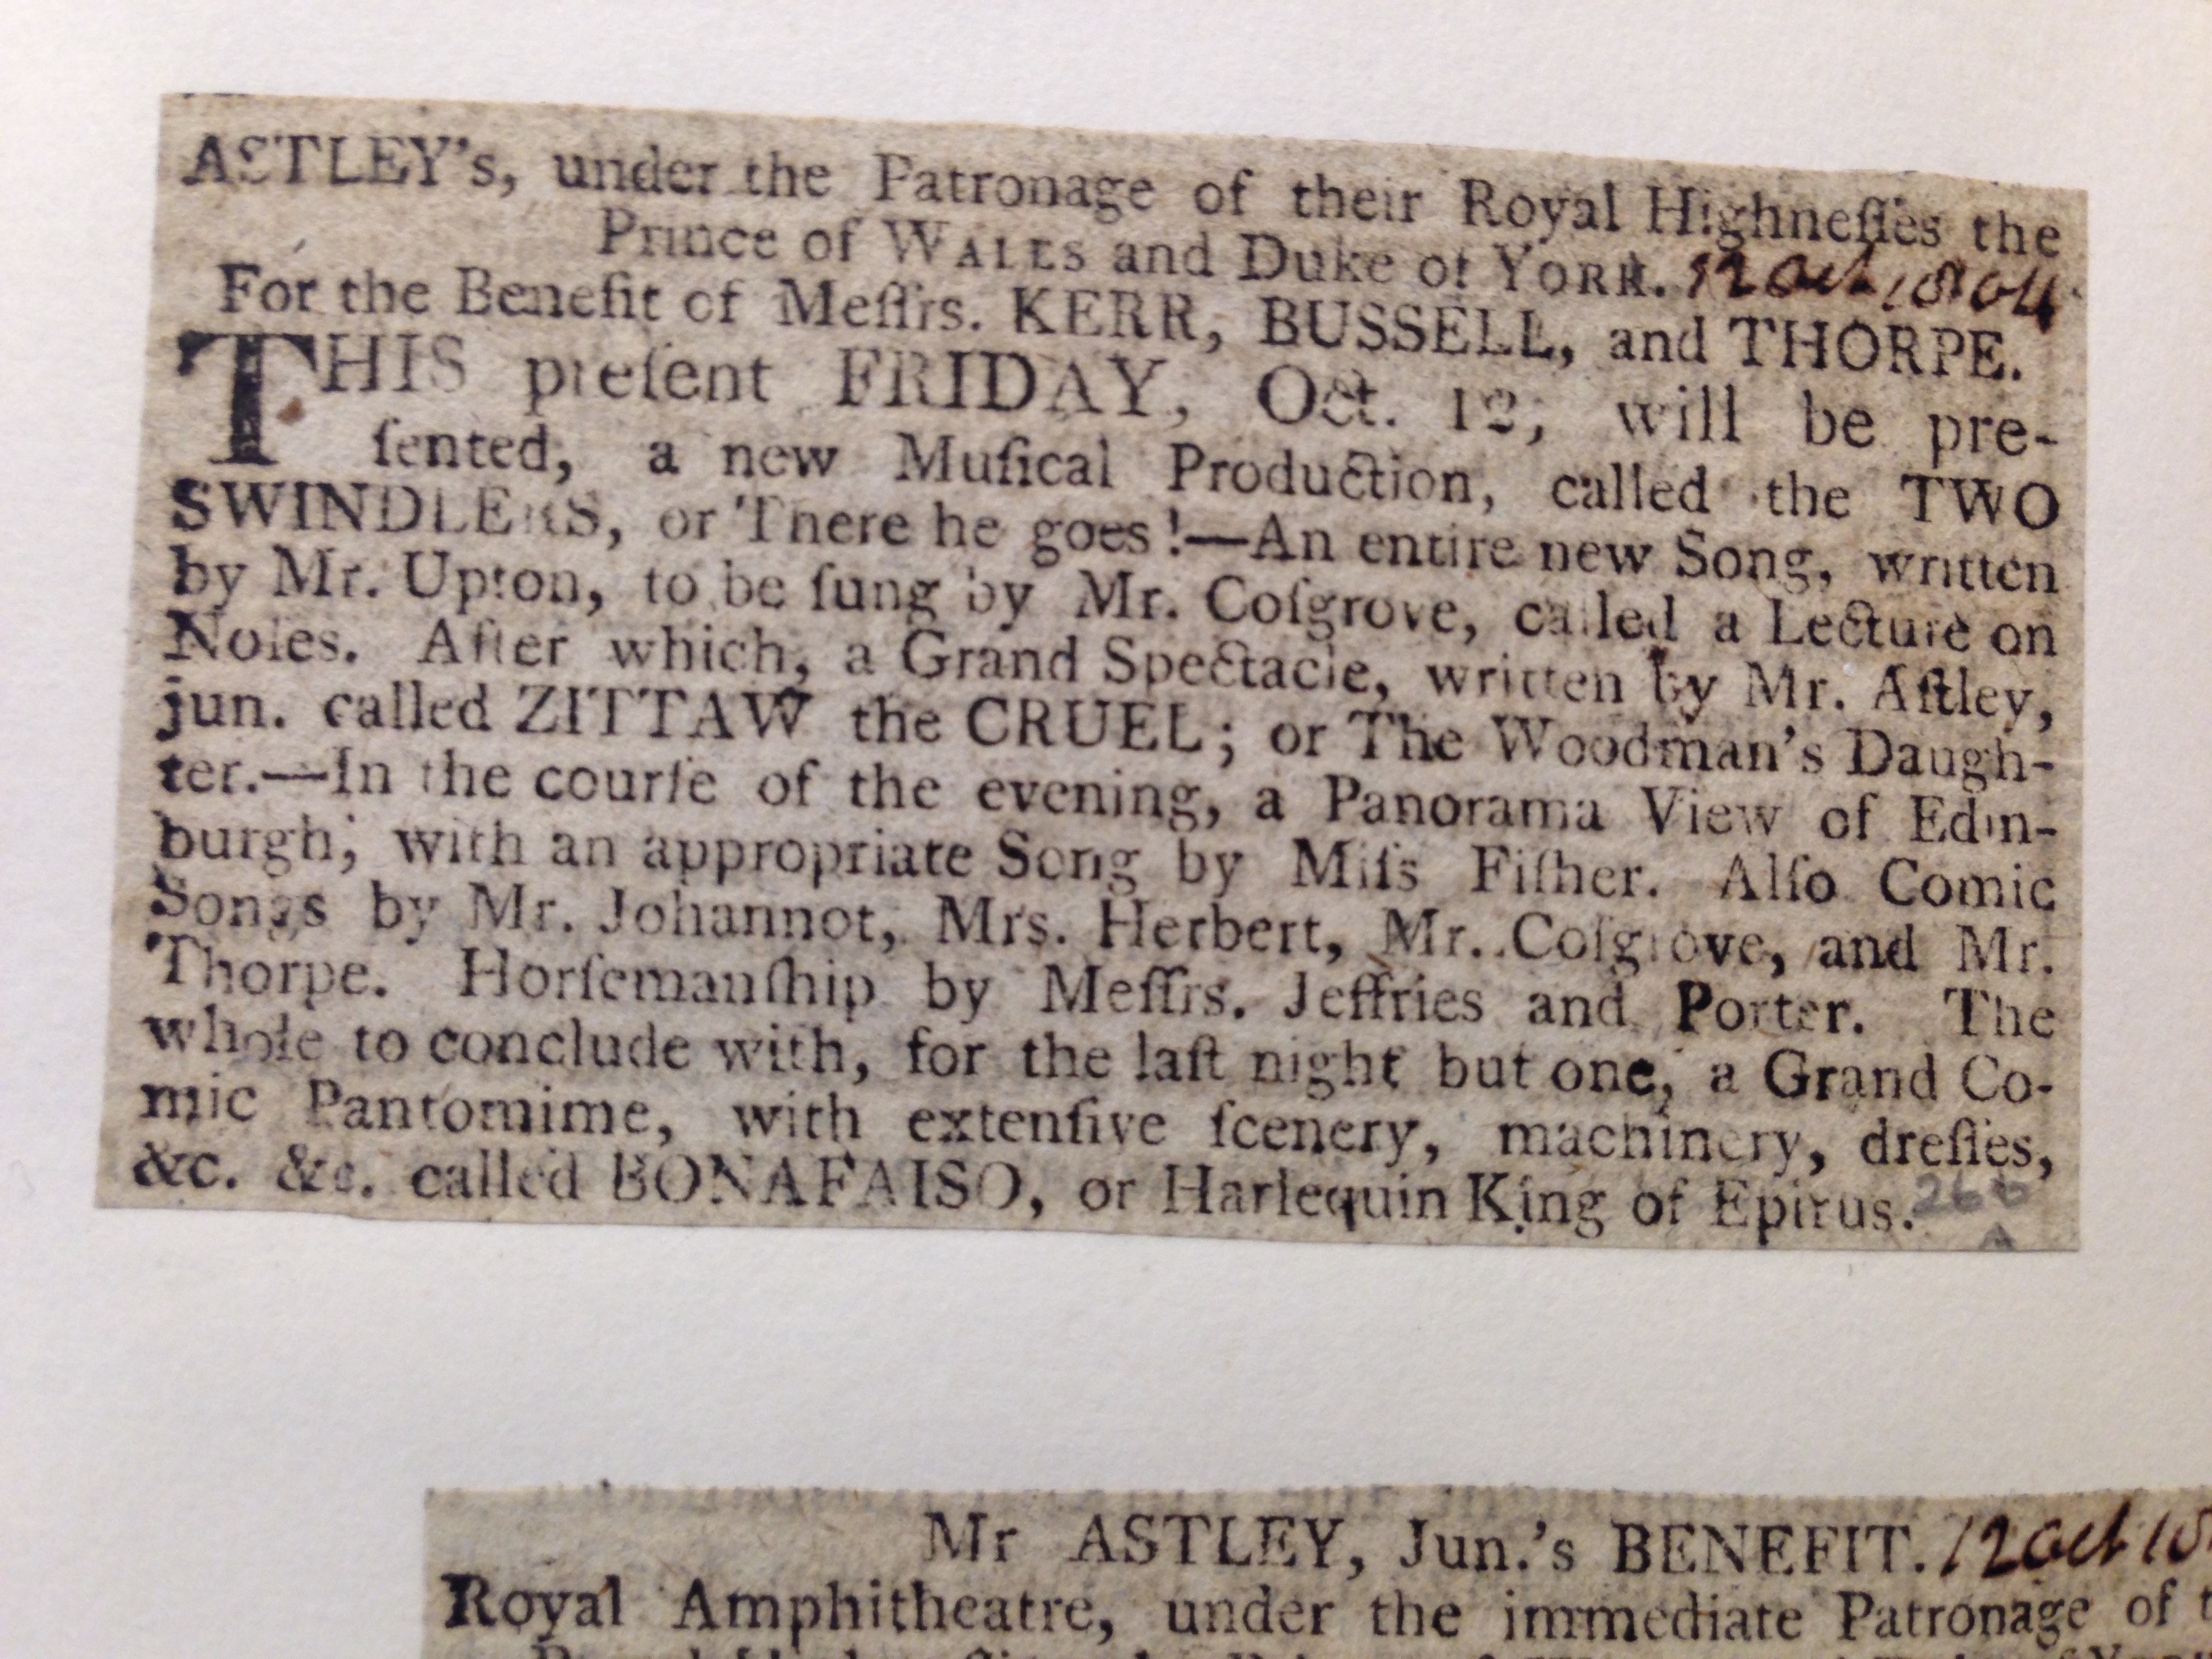 ASTLEY's, under the Patronage of their Royal Highneſſes the
Prince of WALES and Duke of YORK. 12 Oct 1804
For the Benefit of Meſſrs. KERR, BUSSELL, and THORPE.
THIS preſent FRIDAY, Oct. 12, will be pre-
ſented, a new Muſical Production, called the TWO
SWINDLERS, or There he goes!—An entire new Song, written
by Mr. Upton, to be ſung by Mr. Coſgrove, called a Lecture on
Noſes. After which, a Grand Spectacle, written by Mr. Aſtley,
jun. called ZITTAW the CRUEL; or The Woodman's Daugh-
ter.—In the courſe of the evening, a Panorama View of Edin-
burgh; with an appropriate Song by Miſs Fiſher. Alſo Comic
Songs by Mr. Johannot, Mrs. Herbert, Mr. Coſgrove, and Mr.
Thorpe. Horſemanſhip by Meſſrs. Jeffries and Porter. The
whole to conclude with, for the laſt night but one, a Grand Co-
mic Pantomime, with extenſive ſcenery, machinery, dreſſes,
&c. &c. called BONAFAISO, or Harlequin King of Epirus.
Mr ASTLEY, Jun.'s BENEFIT. 12 Oct 18
Royal Amphitheatre, under the immediate Patronage of t